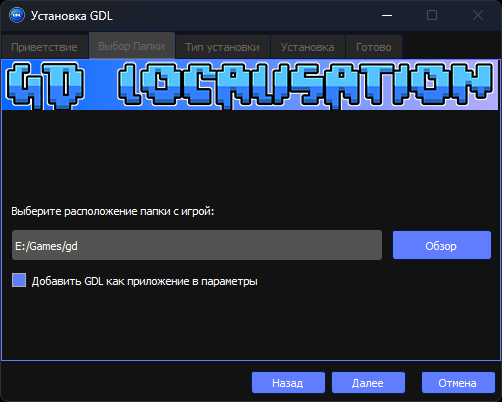 Установка GDL
Приветствие
Выбор Папки
Тип установки
Установка
Готово
GD LOCALISATION
Выберите расположение папки с игрой:
E:/Games/gd
Обзор
Добавить GDL как приложение в параметры
Назад
Далее
Отмена